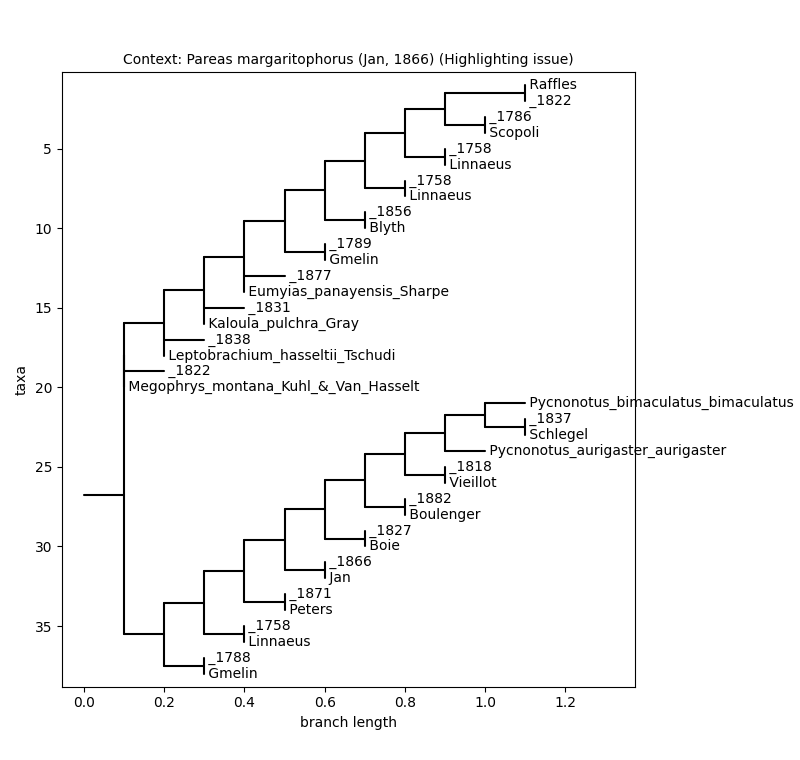 Context: Pareas margaritophorus (Jan, 1866) (Highlighting issue)
Raffles
_1822
_1786
Scopoli
_1758
Linnaeus
_1758
Linnaeus
_1856
Blyth
_1789
Gmelin
_1877
Eumyias_panayensis_Sharpe
_1831
Kaloula_pulchra_Gray
_1838
Leptobrachium_hasseltii_Tschudi
_1822
Megophrys_montana_Kuhl_&_Van_Hasselt
Pycnonotus_bimaculatus_bimaculatus
_1837
Schlegel
Pycnonotus_aurigaster_aurigaster
_1818
Vieillot
_1882
Boulenger
_1827
Boie
_1866
Jan
_1871
Peters
_1758
Linnaeus
_1788
Gmelin
5
10
15
20
25
30
35
taxa
0.0 0.2 0.4 0.6 0.8 1.0 1.2
branch length